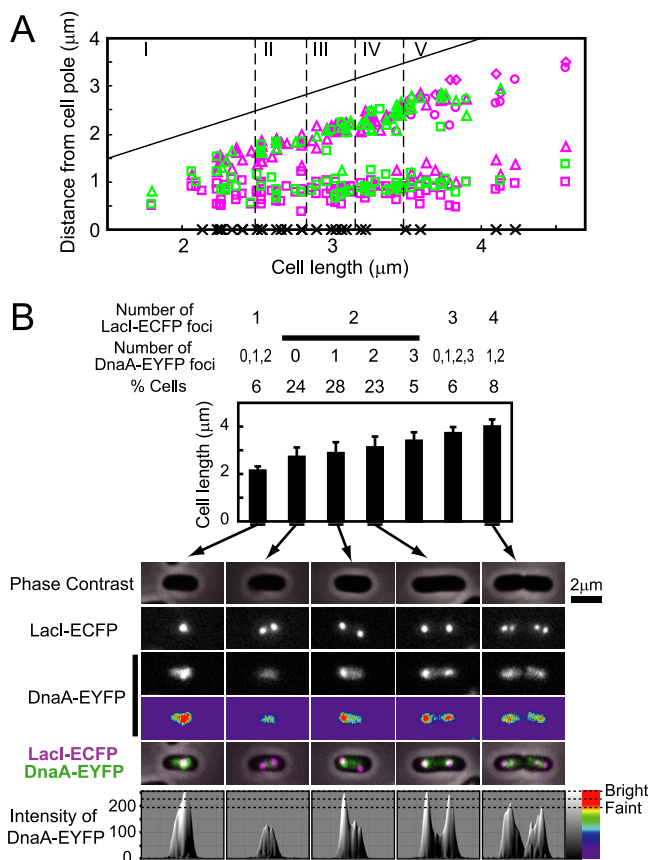 A
Distance from cell pole (μm)
4
3
2
1
0
I II III IV V
2 3 4
Cell length (μm)
B
Number of
LacI-ECFP foci
1 2 3 4
Number of
DnaA-EYFP foci
0,1,2 0 1 2 3 0,1,2,3 1,2
% Cells 6 24 28 23 5 6 8
Cell length (μm)
4
2
0
Phase Contrast
2μm
LacI-ECFP
DnaA-EYFP
LacI-ECFP
DnaA-EYFP
Intensity of
DnaA-EYFP
200
100
0
Bright
Faint